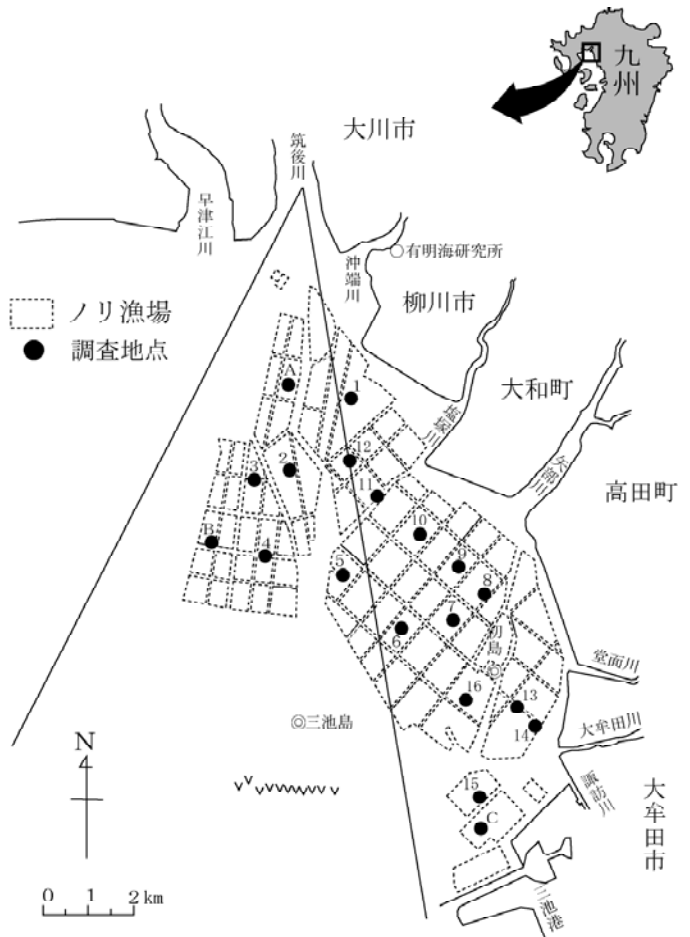 九州
大川市
筑後川
早津江川
沖端川
有明海研究所
柳川市
ノリ漁場
調査地点
大和町
塩塚川
矢部川
高田町
A
1
12
2
3
11
10
B
4
9
5
8
7
6
初島
堂面川
16
13
14
三池島
大牟田川
諏訪川
大牟田市
15
C
N
三池港
0 1 2km